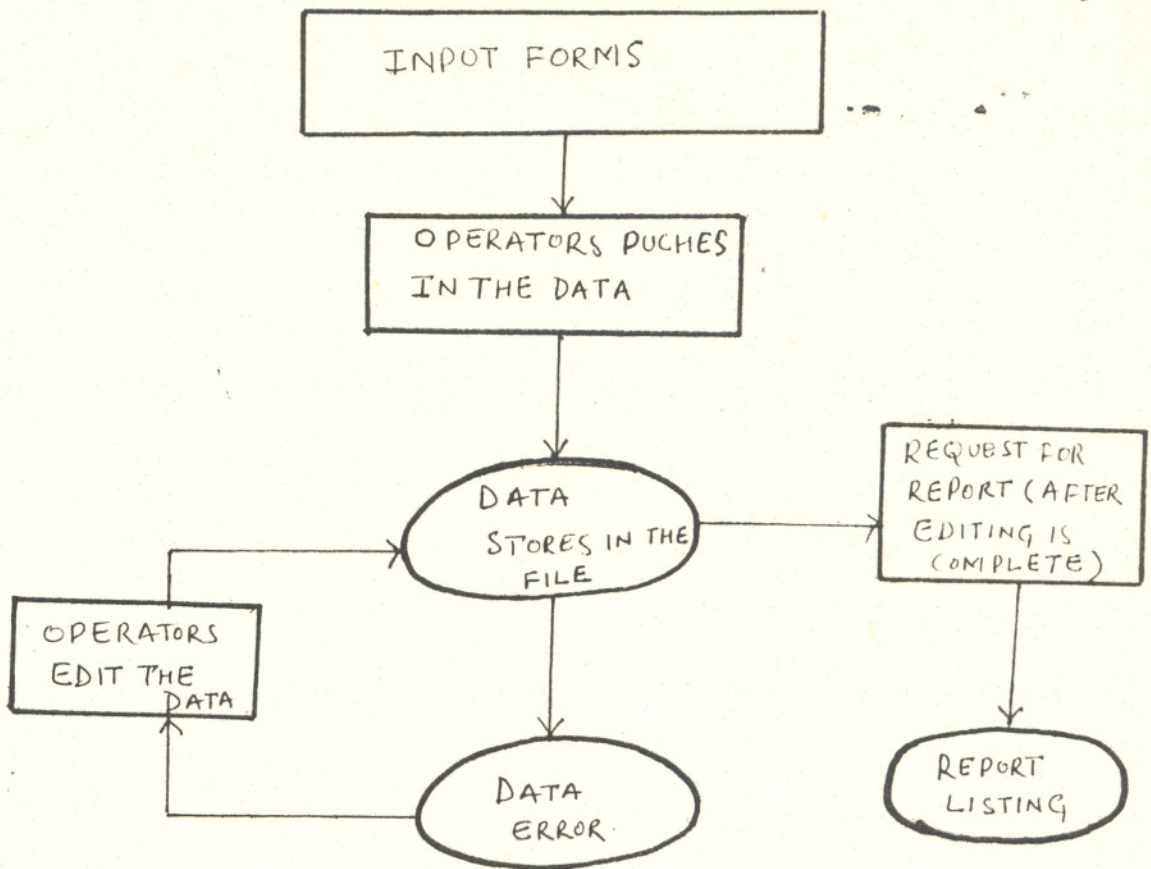 INPUT FORMS
OPERATORS PUCHES
IN THE DATA
DATA
STORES IN THE
FILE
REQUEST FOR
REPORT (AFTER
EDITING IS
COMPLETE)
OPERATORS
EDIT THE
DATA
DATA
ERROR
REPORT
LISTING